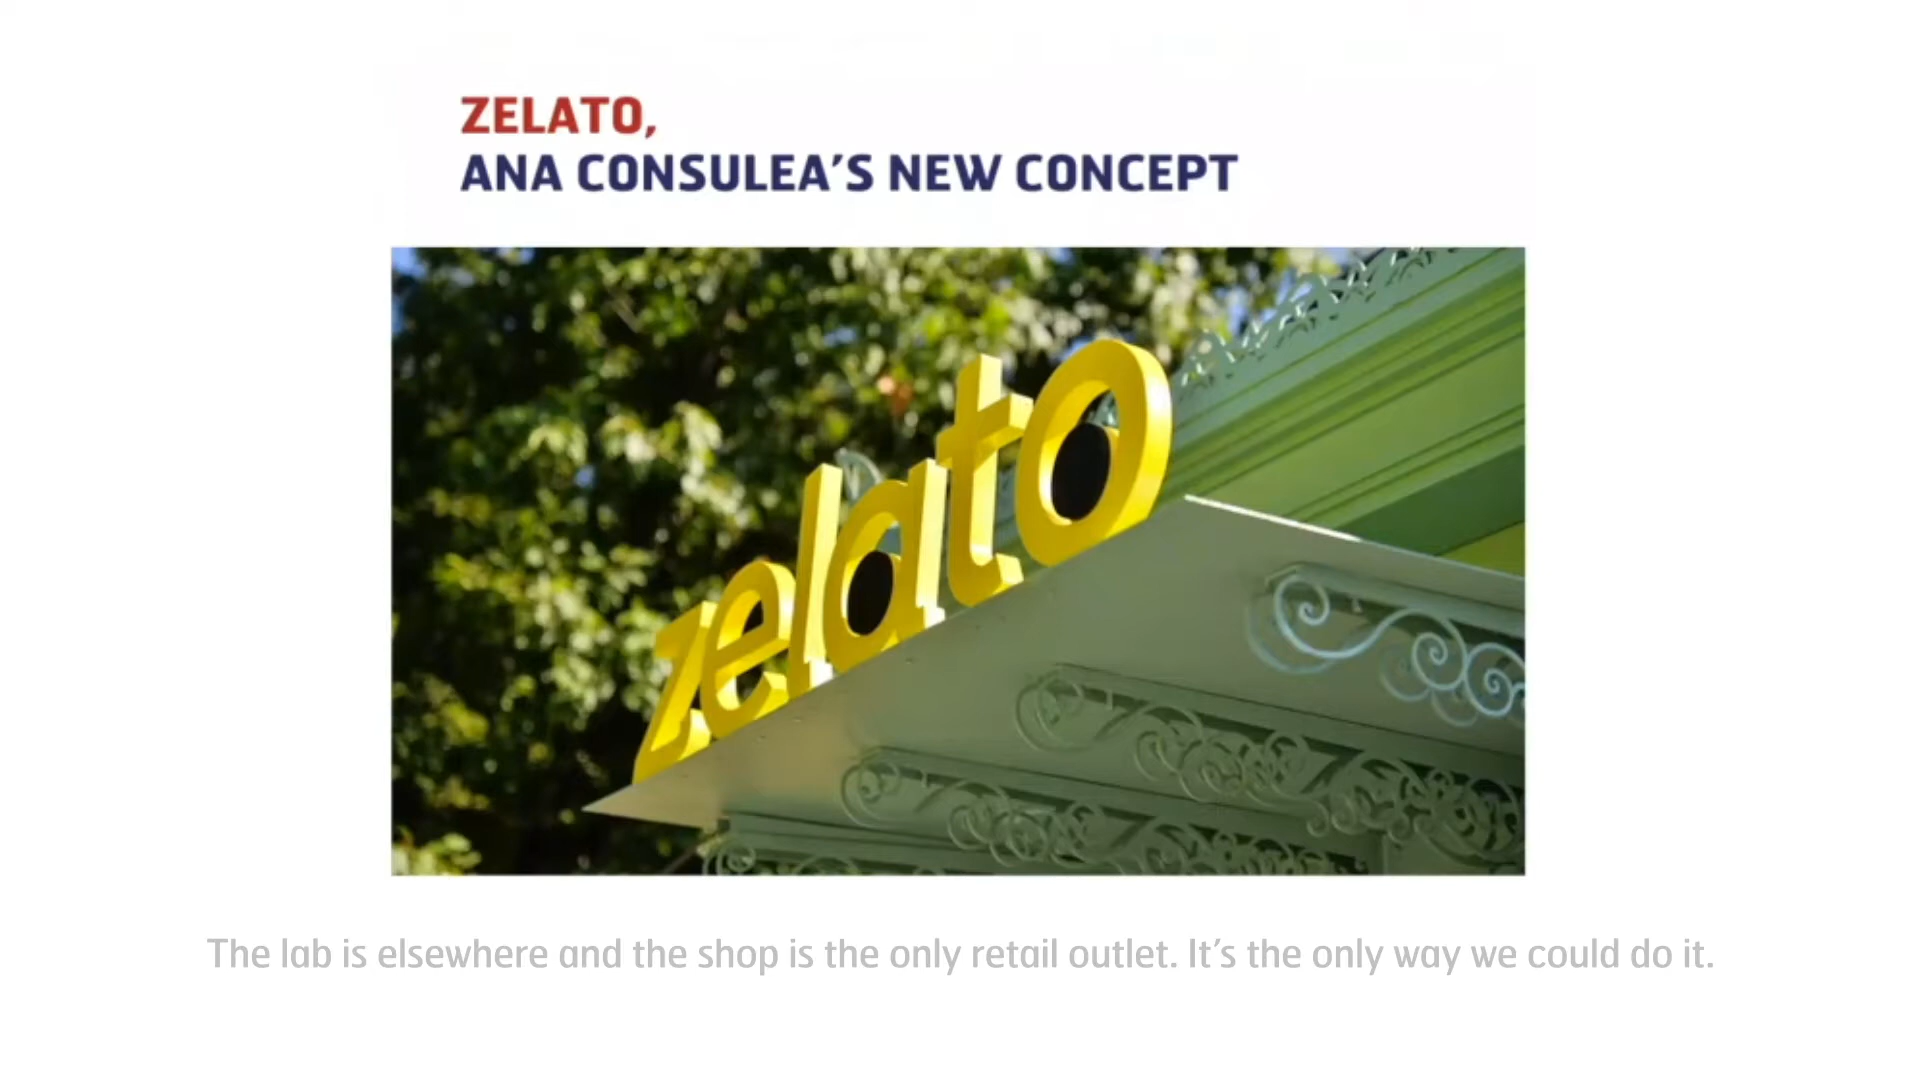 ZELATO,
ANA CONSULEA’S NEW CONCEPT
zelato
The lab is elsewhere and the shop is the only retail outlet. It’s the only way we could do it.